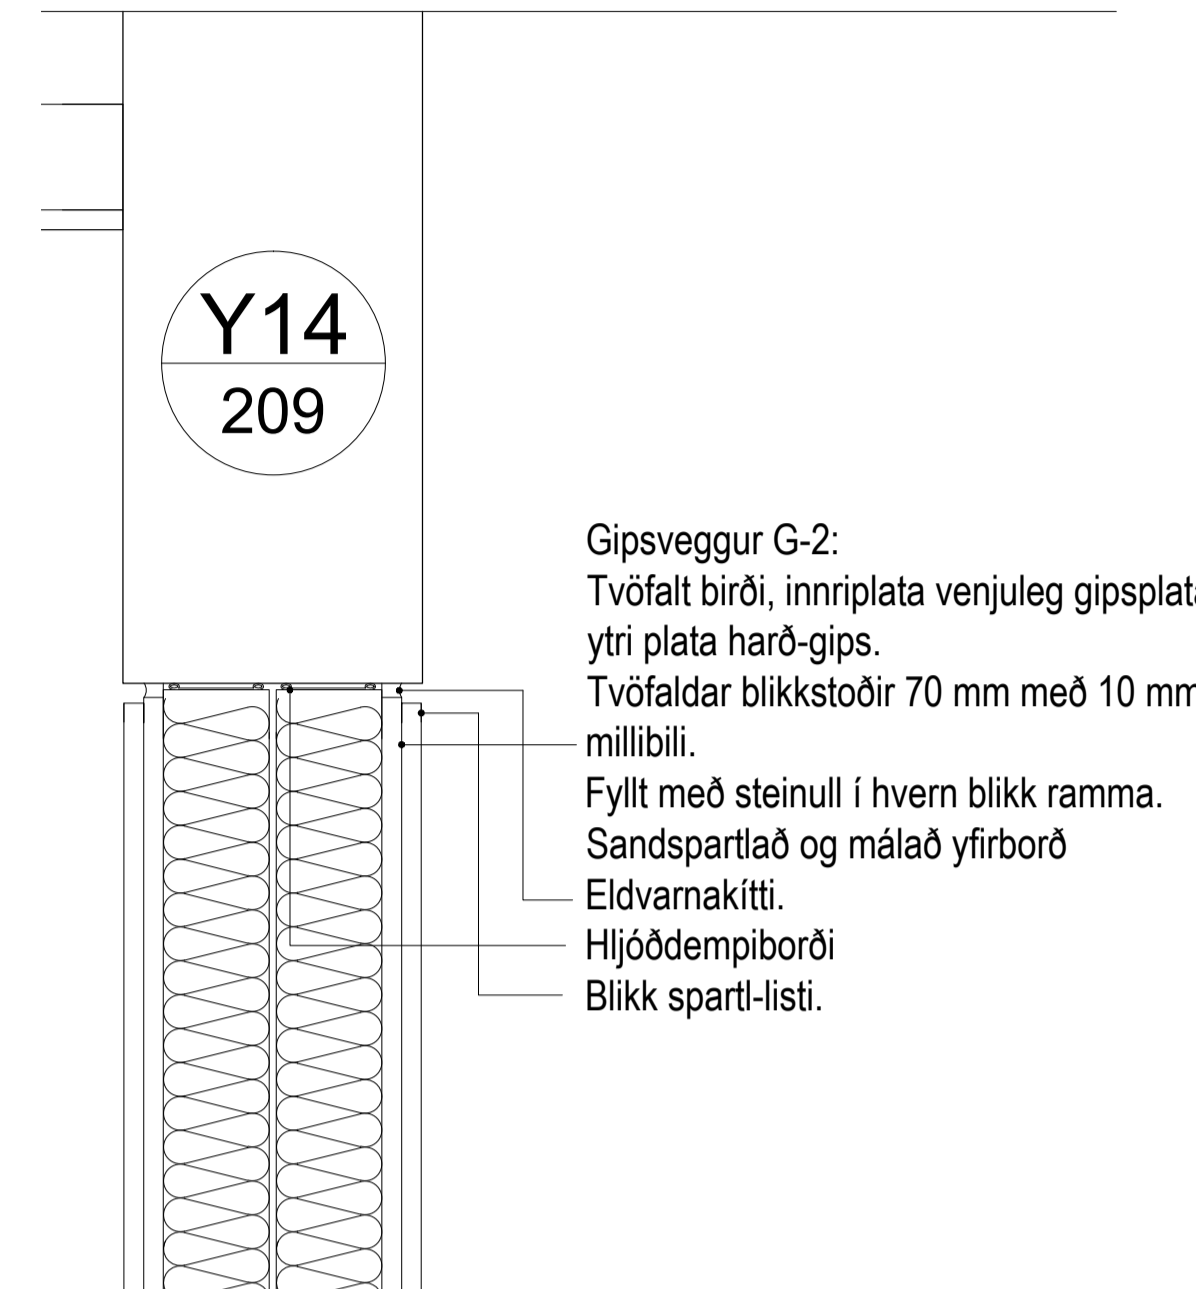 Y14
209
Gipsveggur G-2:
Tvöfalt birði, innriplata venjuleg gipsplata
ytri plata harð-gips.
Tvöfaldar blikkstoðir 70 mm með 10 mm
millibili.
Fyllt með steinull í hvern blikk ramma.
Sandspartlað og málað yfirborð
Eldvarnakítti.
Hljóðdempiborði
Blikk spartl-listi.